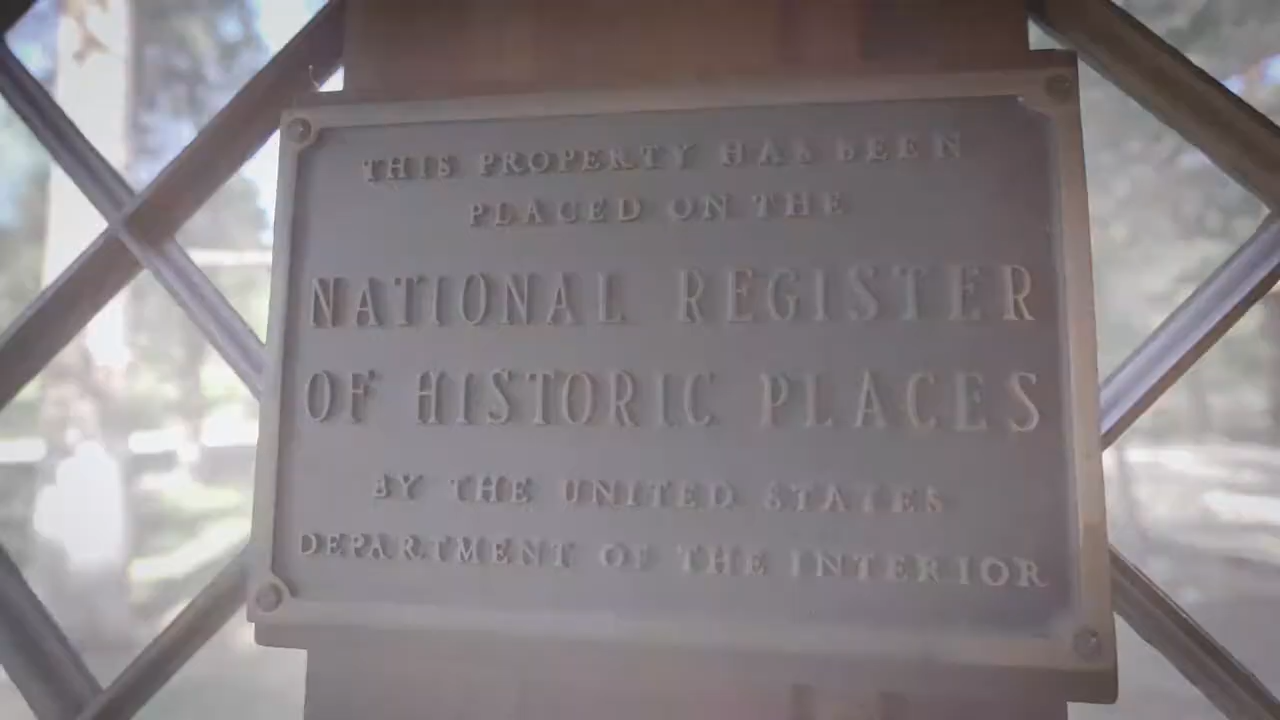 THIS PROPERTY HAS BEEN
PLACED ON THE
NATIONAL REGISTER
OF HISTORIC PLACES
BY THE UNITED STATES
DEPARTMENT OF THE INTERIOR